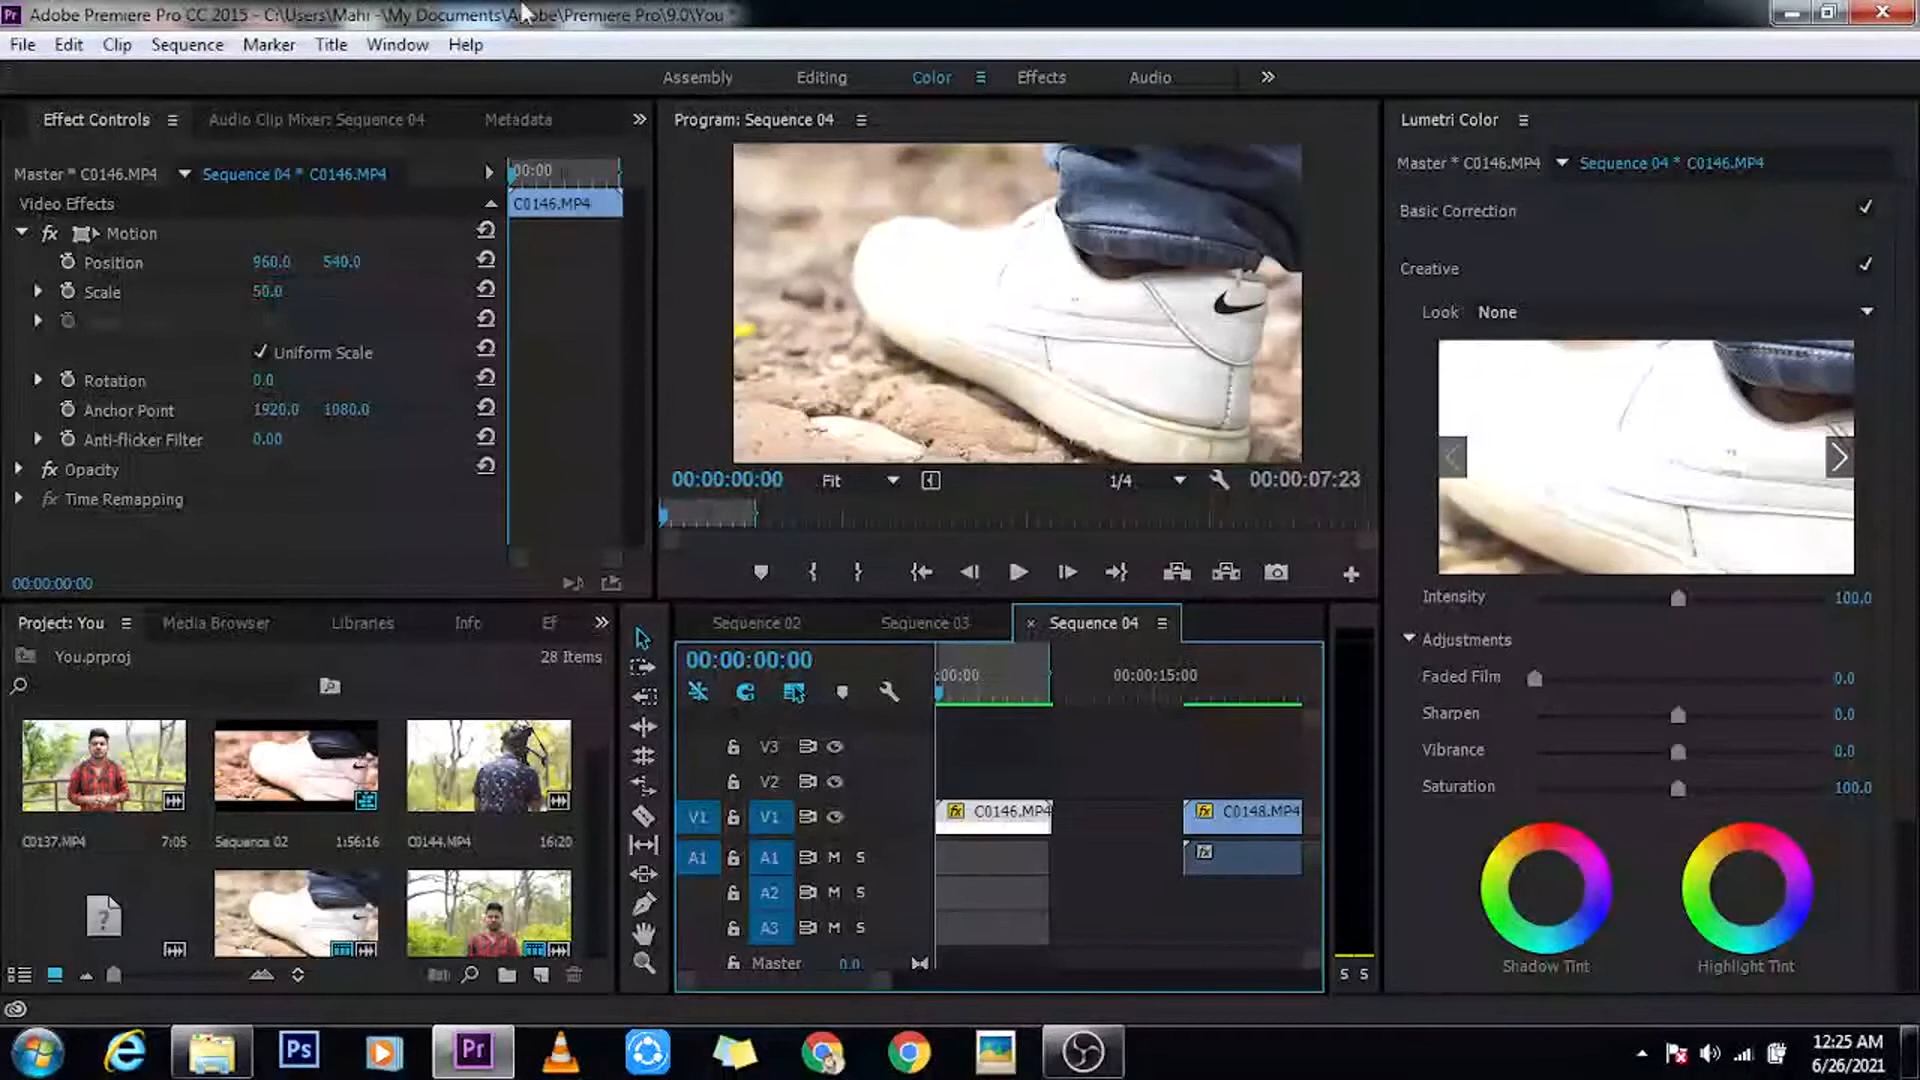 Adobe Premiere Pro CC 2015 - C:\Users\Mahi -\My Documents\Adobe\Premiere Pro\9.0\You *
File Edit Clip Sequence Marker Title Window Help
Assembly Editing Color Effects Audio
Effect Controls Audio Clip Mixer: Sequence 04 Metadata
Program: Sequence 04
Lumetri Color
Master * C0146.MP4 Sequence 04 * C0146.MP4
00:00
Master * C0146.MP4 Sequence 04 * C0146.MP4
Video Effects
C0146.MP4
fx Motion
Position 960.0 540.0
Scale 50.0
Uniform Scale
Rotation 0.0
Anchor Point 1920.0 1080.0
Anti-flicker Filter 0.00
fx Opacity
fx Time Remapping
00:00:00:00
00:00:00:00 Fit 1/4 00:00:07:23
Basic Correction
Creative
Look None
Intensity 100.0
Adjustments
Faded Film 0.0
Sharpen 0.0
Vibrance 0.0
Saturation 100.0
Shadow Tint Highlight Tint
Project: You Media Browser Libraries Info Ef
You.prproj 28 Items
C0137.MP4 7:05
Sequence 02 1:56:16
C0144.MP4 16:20
Sequence 02 Sequence 03 Sequence 04
00:00:00:00
:00:00 00:00:15:00
V3
V2
V1 V1 fx C0146.MP4 fx C0148.MP4
A1 A1 M S fx
A2 M S
A3 M S
Master 0.0
S S
Ps Pr
12:25 AM
6/26/2021